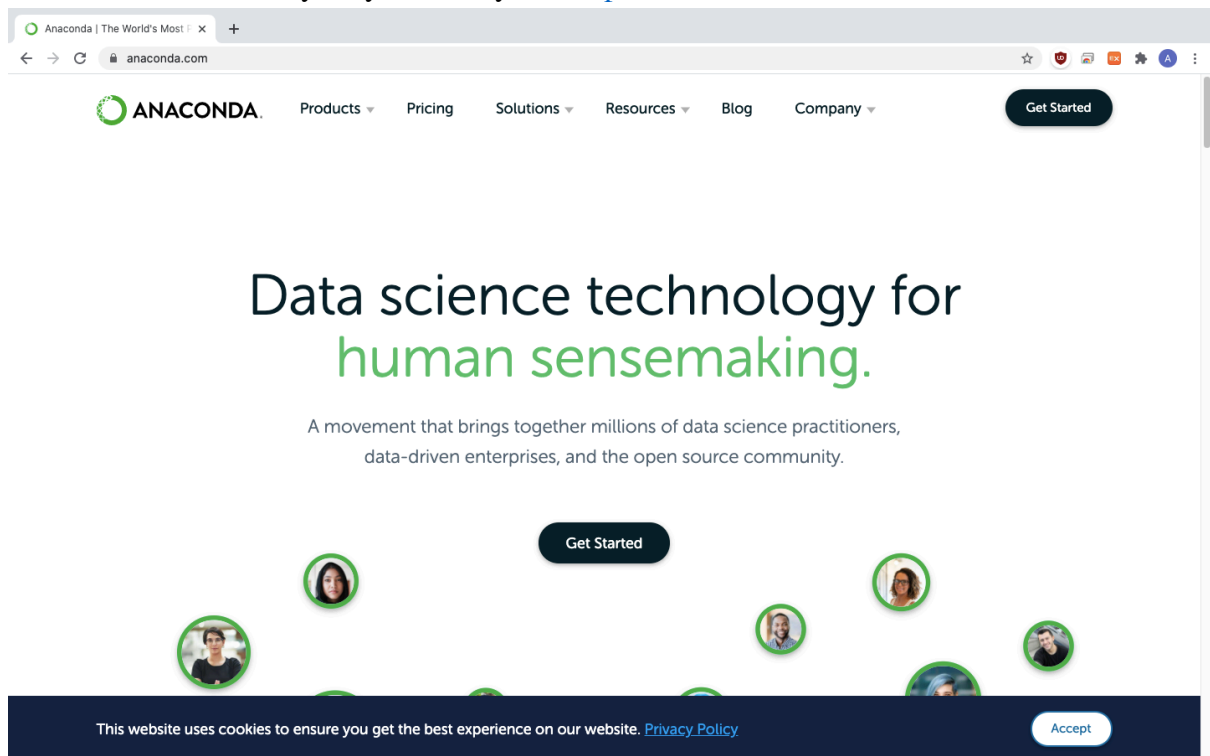 Anaconda | The World's Most
anaconda.com
A
ANACONDA.
Products Pricing Solutions Resources Blog Company Get Started
Data science technology for
human sensemaking.
A movement that brings together millions of data science practitioners,
data-driven enterprises, and the open source community.
Get Started
This website uses cookies to ensure you get the best experience on our website. Privacy Policy Accept